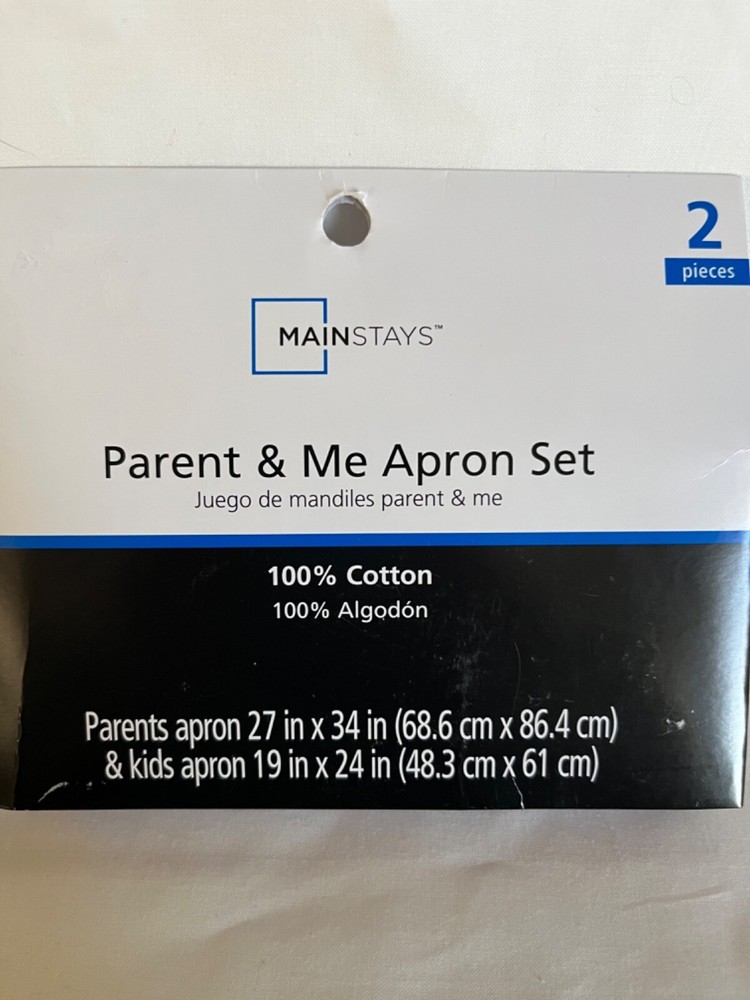 2
pieces
MAINSTAYS™
Parent & Me Apron Set
Juego de mandiles parent & me
100% Cotton
100% Algodón
Parents apron 27 in x 34 in (68.6 cm x 86.4 cm)
& kids apron 19 in x 24 in (48.3 cm x 61 cm)